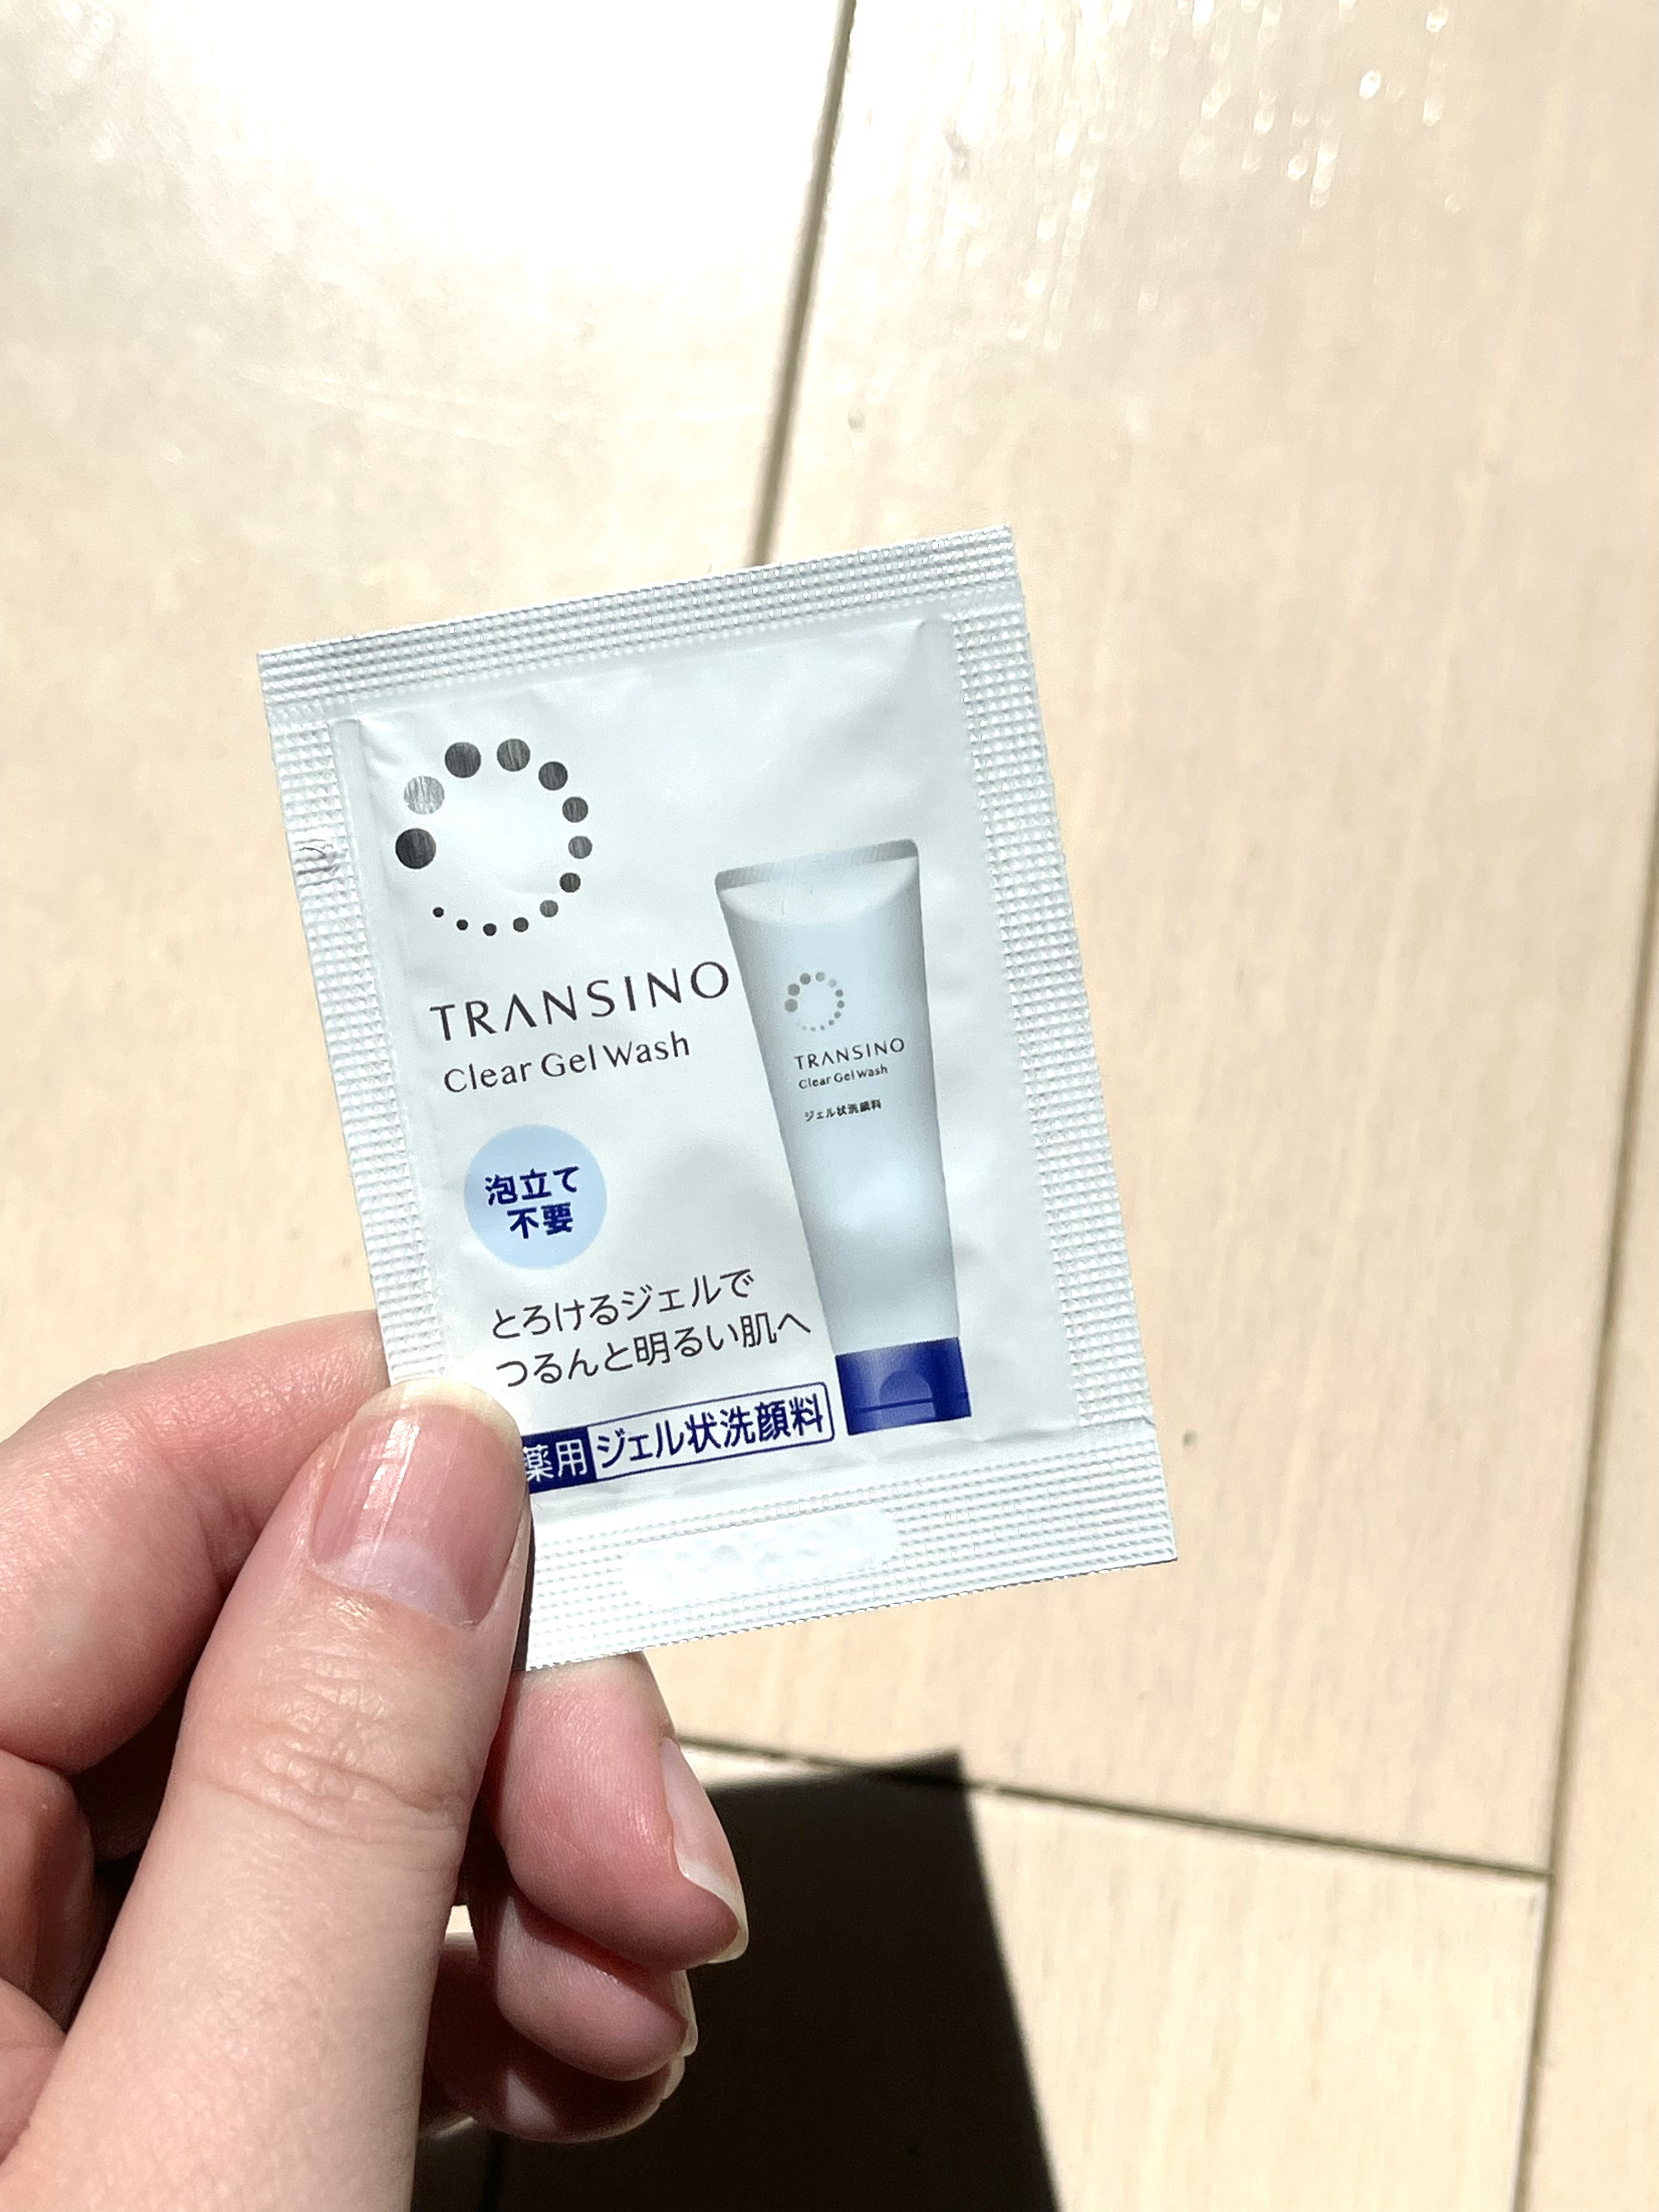 TRANSINO
Clear Gel Wash
泡立て
不要
とろけるジェルで
つるんと明るい肌へ
薬用 ジェル状洗顔料
TRANSINO
Clear Gel Wash
ジェル状洗顔料